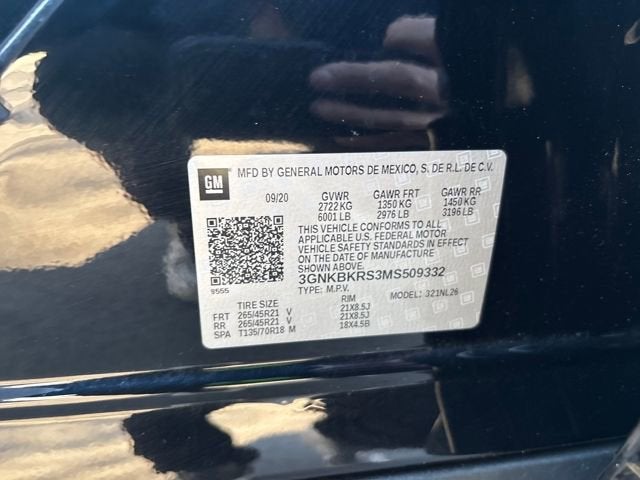 GM
MFD BY GENERAL MOTORS DE MEXICO, S. DE R.L. DE C.V.
09/20 GVWR GAWR FRT GAWR RR
2722 KG 1350 KG 1450 KG
6001 LB 2976 LB 3196 LB
THIS VEHICLE CONFORMS TO ALL
APPLICABLE U.S. FEDERAL MOTOR
VEHICLE SAFETY STANDARDS IN EFFECT
ON THE DATE OF MANUFACTURE
SHOWN ABOVE.
3GNKBKRS3MS509332
9555 TYPE: M.P.V. MODEL: 321NL26
TIRE SIZE RIM
FRT 265/45R21 V 21X8.5J
RR 265/45R21 V 21X8.5J
SPA T135/70R18 M 18X4.5B